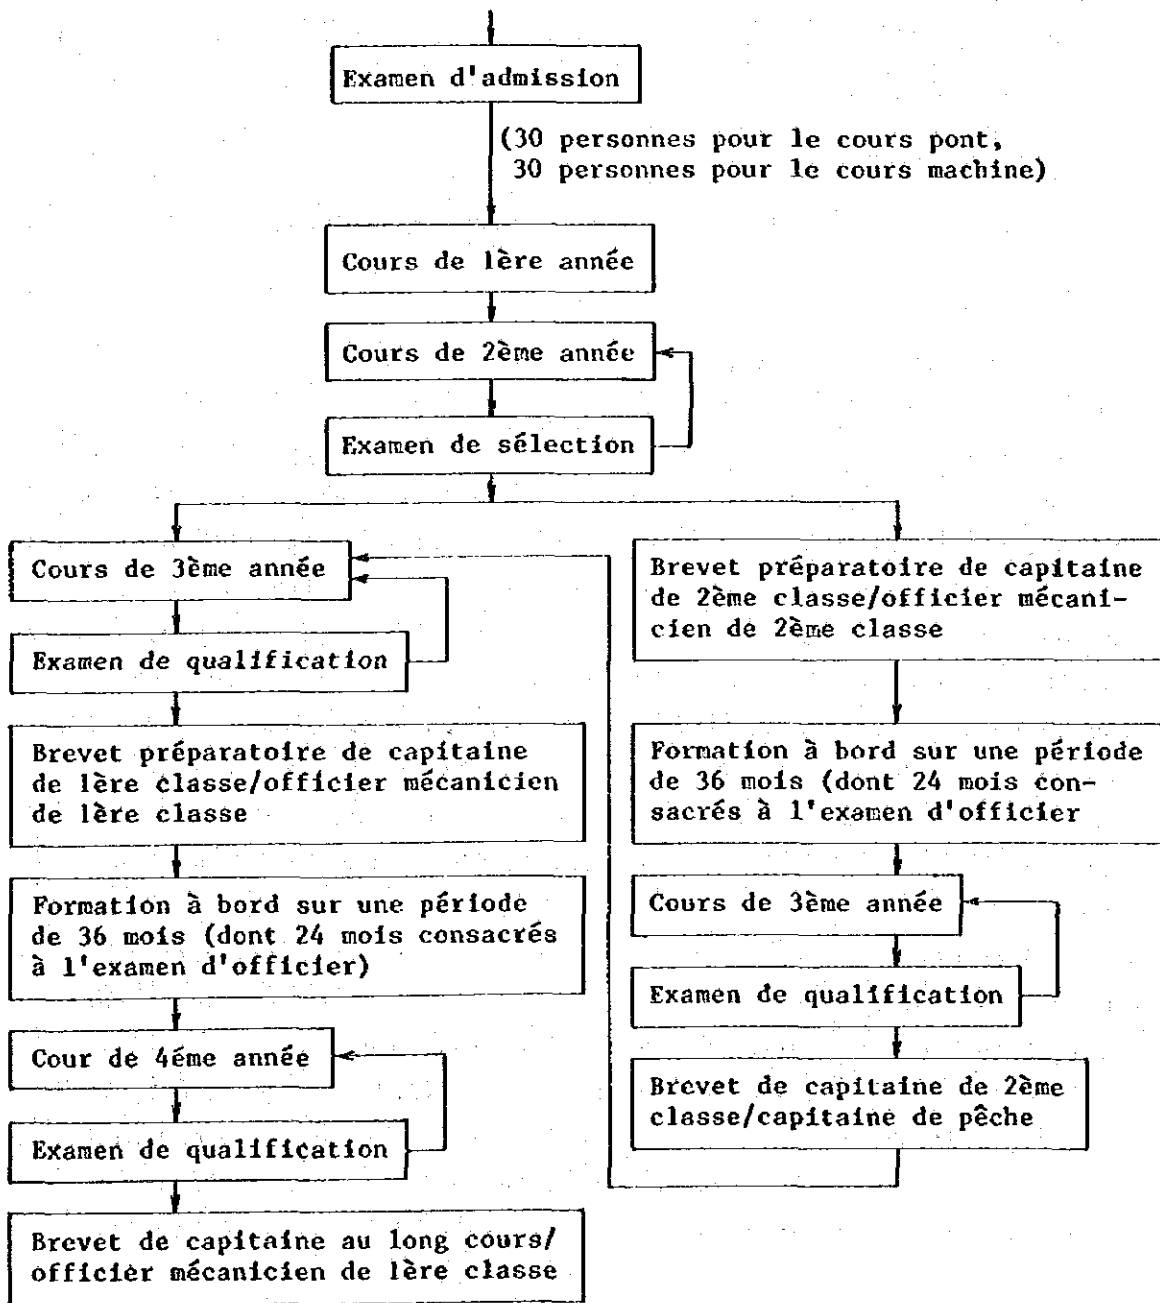 Examen d'admission
(30 personnes pour le cours pont,
30 personnes pour le cours machine)
Cours de 1ère année
Cours de 2ème année
Examen de sélection
Cours de 3ème année
Examen de qualification
Brevet préparatoire de capitaine
de 1ère classe/officier mécanicien
de 1ère classe
Formation à bord sur une période
de 36 mois (dont 24 mois consacrés
à l'examen d'officier)
Cour de 4éme année
Examen de qualification
Brevet de capitaine au long cours/
officier mécanicien de 1ère classe
Brevet préparatoire de capitaine
de 2ème classe/officier mécani-
cien de 2ème classe
Formation à bord sur une période
de 36 mois (dont 24 mois con-
sacrés à l'examen d'officier
Cours de 3ème année
Examen de qualification
Brevet de capitaine de 2ème
classe/capitaine de pêche